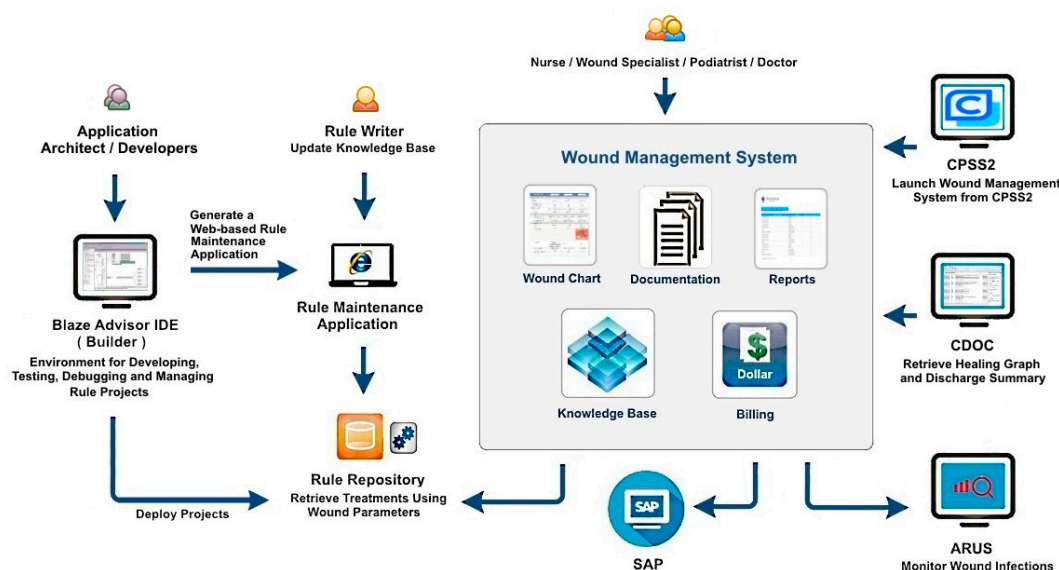 Nurse / Wound Specialist / Podiatrist / Doctor
Application
Architect / Developers
Rule Writer
Update Knowledge Base
Wound Management System
CPSS2
Launch Wound Management
System from CPSS2
Generate a
Web-based Rule
Maintenance
Application
Wound Chart
Documentation
Reports
Blaze Advisor IDE
( Builder )
Environment for Developing,
Testing, Debugging and Managing
Rule Projects
Rule Maintenance
Application
CDOC
Retrieve Healing Graph
and Discharge Summary
Dollar
Knowledge Base
Billing
Rule Repository
Retrieve Treatments Using
Wound Parameters
Deploy Projects
SAP
SAP
ARUS
Monitor Wound Infections